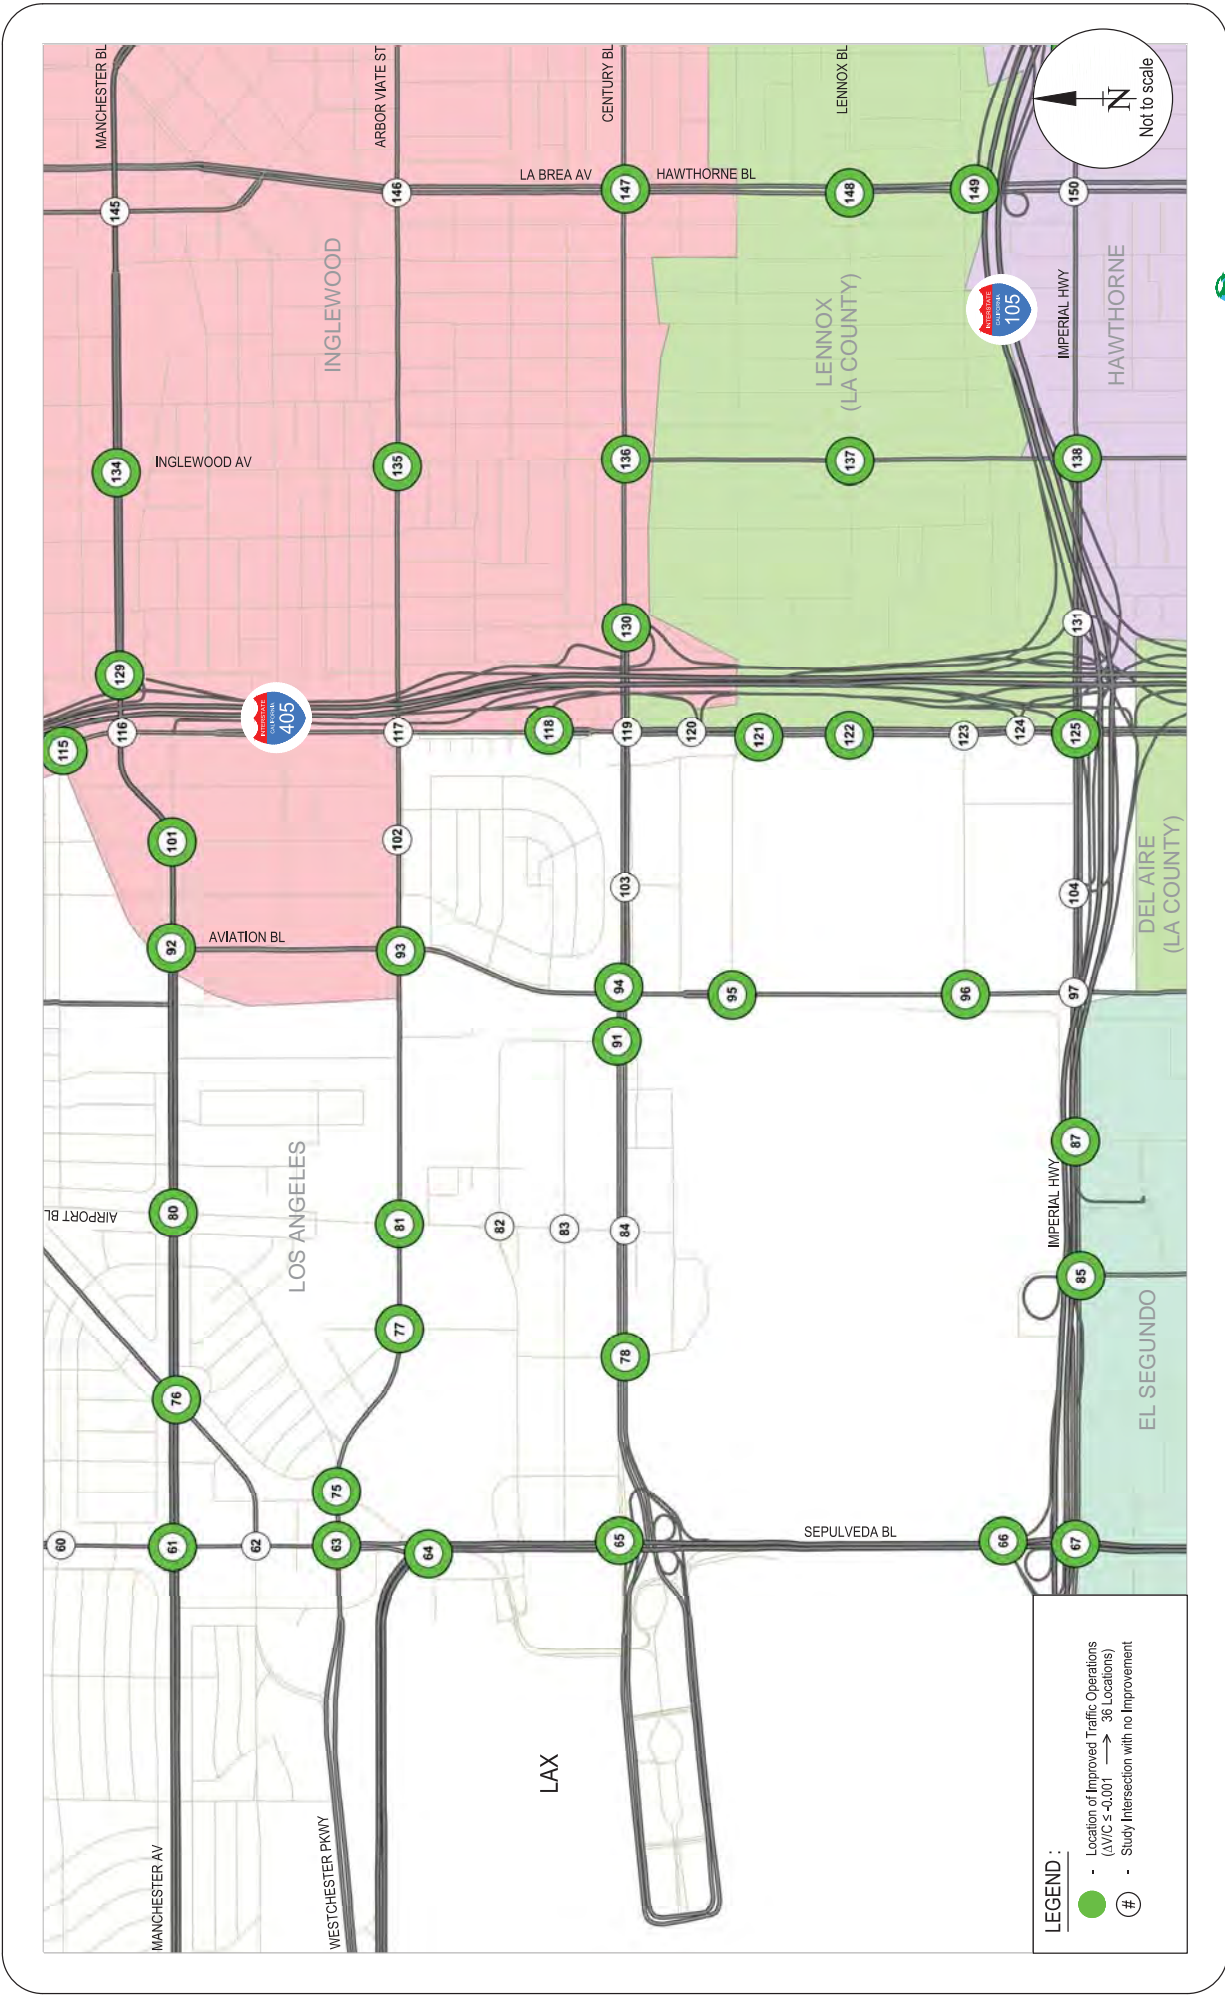 MANCHESTER BL
ARBOR VIATE ST
CENTURY BL
LENNOX BL
N
Not to scale
145
146
LA BREA AV
147
HAWTHORNE BL
148
149
150
INGLEWOOD
LENNOX
(LA COUNTY)
INTERSTATE
CALIFORNIA
105
IMPERIAL HWY
HAWTHORNE
134
INGLEWOOD AV
135
136
137
138
129
130
131
INTERSTATE
CALIFORNIA
405
115
116
117
118
119
120
121
122
123
124
125
101
102
103
104
DEL AIRE
(LA COUNTY)
92
AVIATION BL
93
94
95
96
97
91
AIRPORT BL
LOS ANGELES
80
81
82
83
84
87
IMPERIAL HWY
85
EL SEGUNDO
76
77
78
75
60
61
62
63
64
65
SEPULVEDA BL
66
67
LAX
MANCHESTER AV
WESTCHESTER PKWY
LEGEND :
- Location of Improved Traffic Operations
(ΔV/C ≤ -0.001 → 36 Locations)
# - Study Intersection with no Improvement